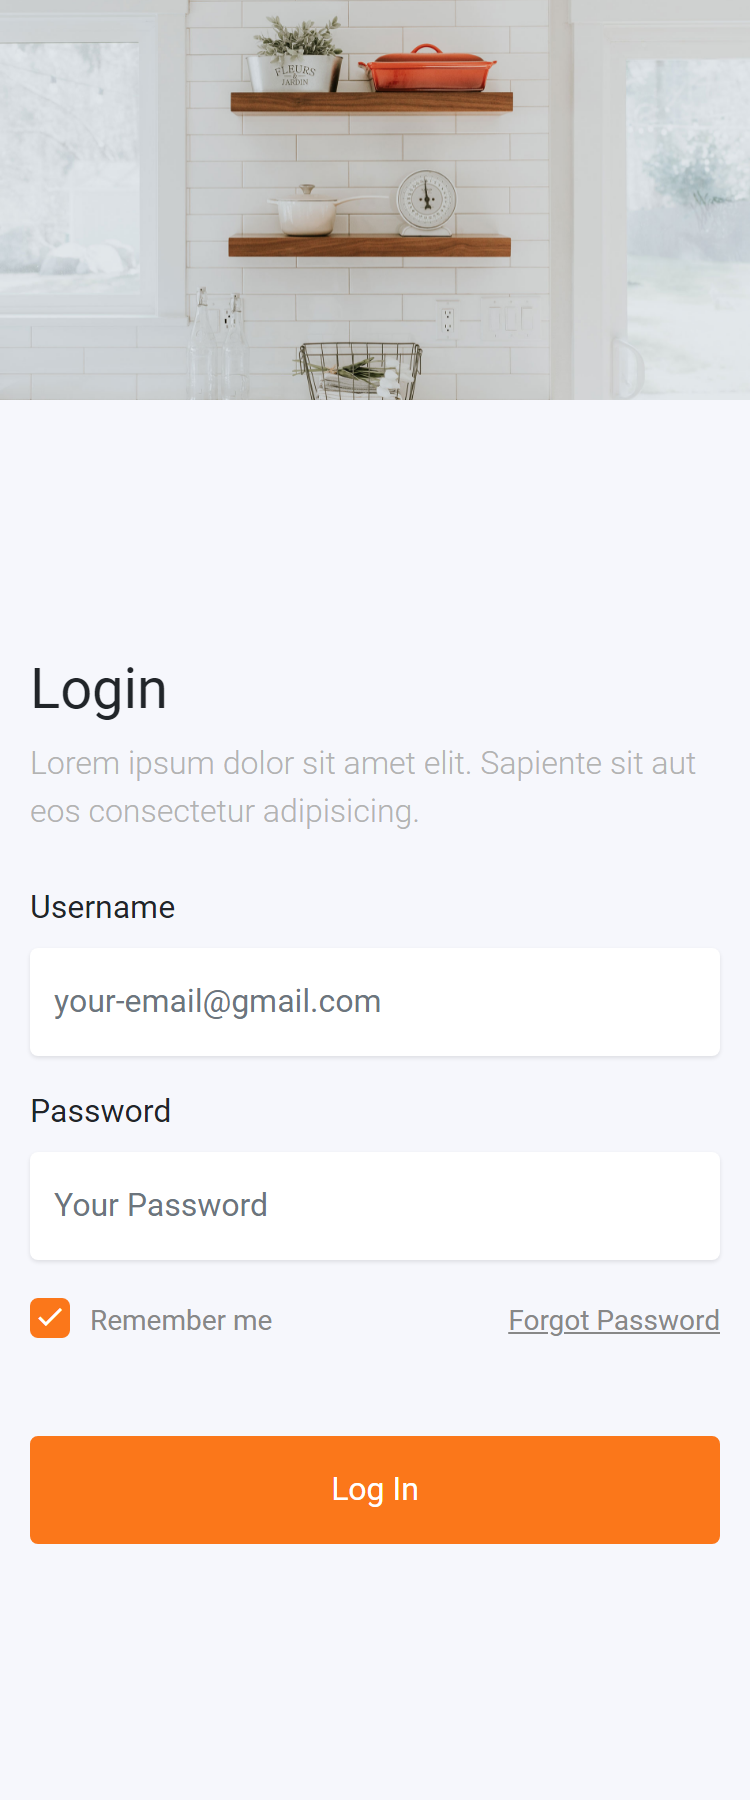 FLEURS
JARDIN
Login
Lorem ipsum dolor sit amet elit. Sapiente sit aut
eos consectetur adipisicing.
Username
your-email@gmail.com
Password
Your Password
Remember me
Forgot Password
Log In